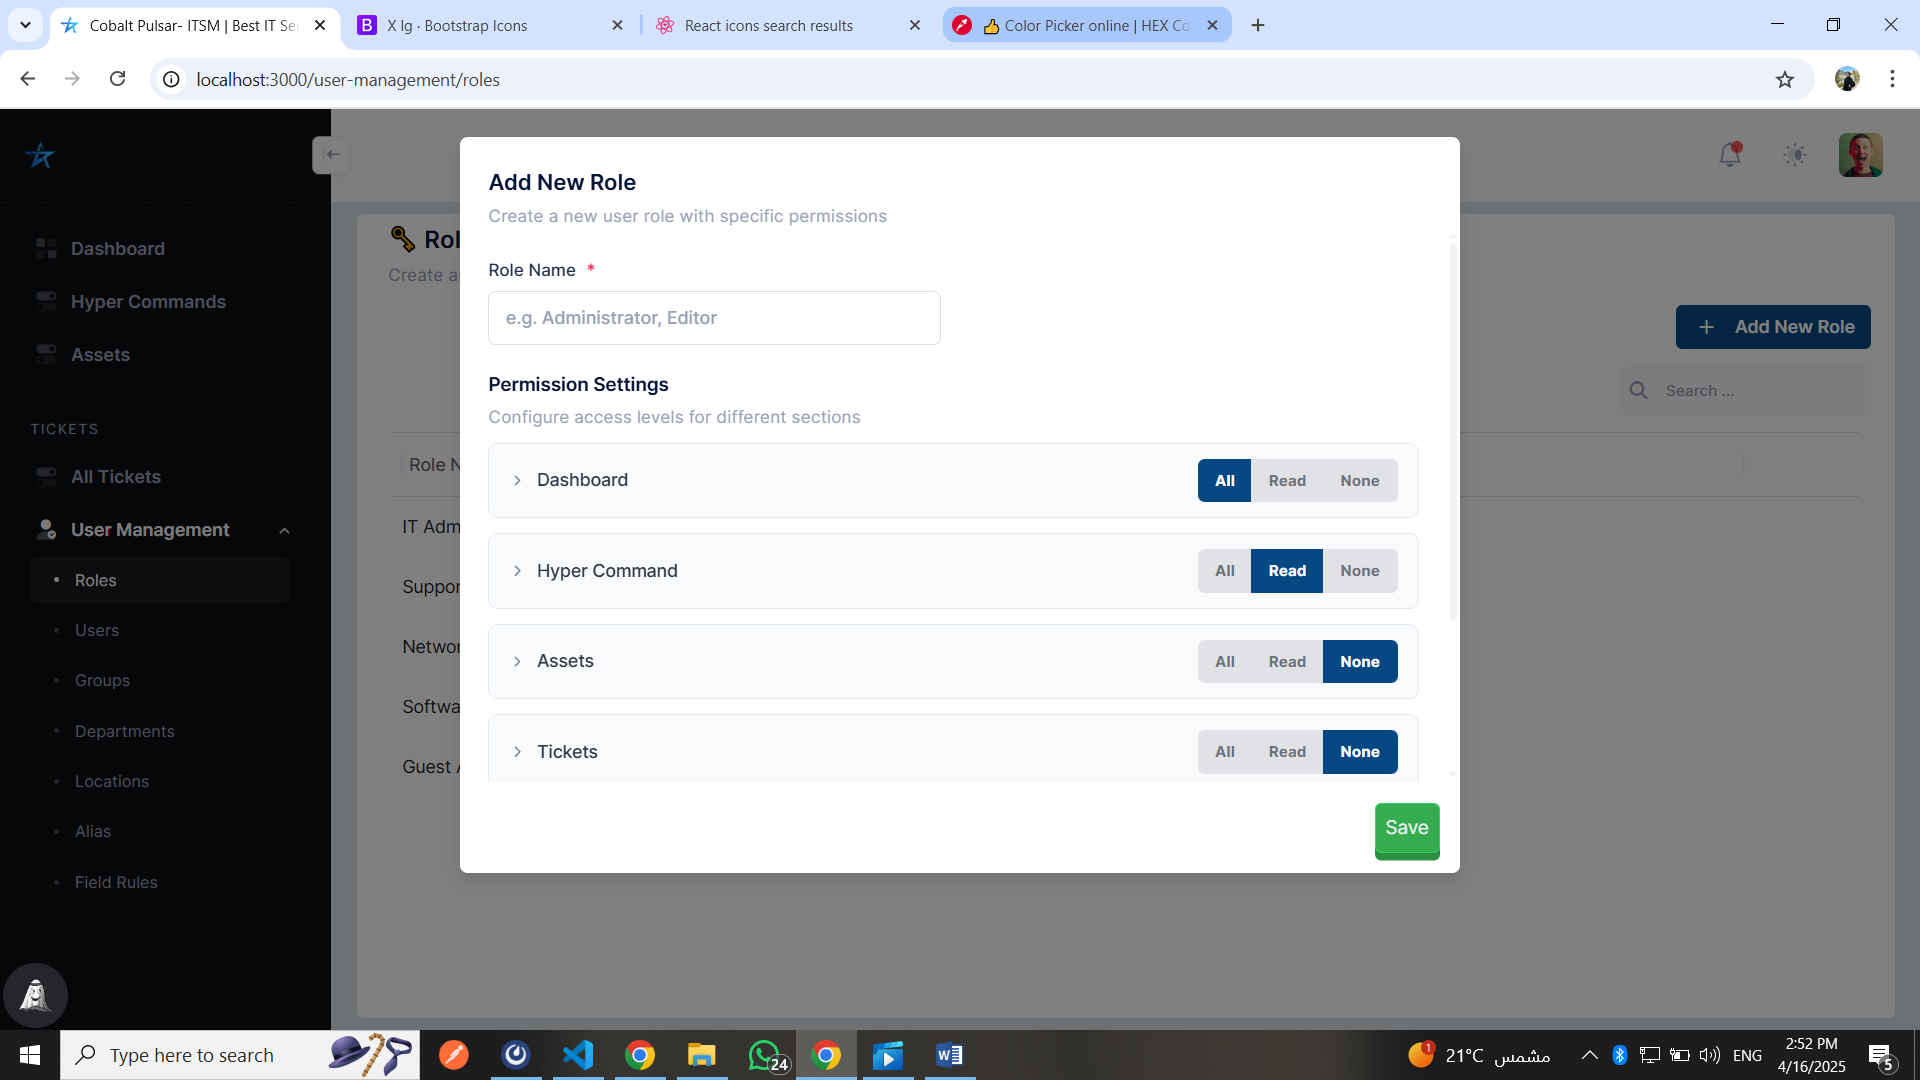 Cobalt Pulsar- ITSM | Best IT Se
X lg · Bootstrap Icons
React icons search results
Color Picker online | HEX Co
localhost:3000/user-management/roles
Dashboard
Hyper Commands
Assets
TICKETS
All Tickets
User Management
Roles
Users
Groups
Departments
Locations
Alias
Field Rules
Rol
Create a
Add New Role
Search ...
Role N
IT Adm
Suppor
Networ
Softwa
Guest A
Add New Role
Create a new user role with specific permissions
Role Name *
e.g. Administrator, Editor
Permission Settings
Configure access levels for different sections
Dashboard All Read None
Hyper Command All Read None
Assets All Read None
Tickets All Read None
Save
Type here to search
24
1
21°C مشمس
ENG
2:52 PM
4/16/2025
5